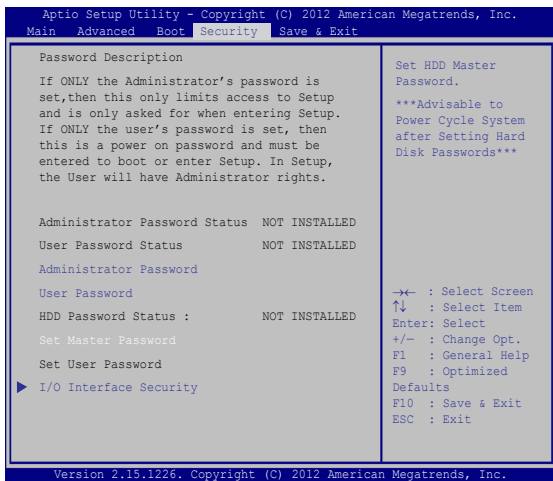 Aptio Setup Utility - Copyright (C) 2012 American Megatrends, Inc.
Main Advanced Boot Security Save & Exit
Password Description
If ONLY the Administrator's password is
set,then this only limits access to Setup
and is only asked for when entering Setup.
If ONLY the user's password is set, then
this is a power on password and must be
entered to boot or enter Setup. In Setup,
the User will have Administrator rights.
Administrator Password Status NOT INSTALLED
User Password Status NOT INSTALLED
Administrator Password
User Password
HDD Password Status : NOT INSTALLED
Set Master Password
Set User Password
I/O Interface Security
Set HDD Master
Password.
***Advisable to
Power Cycle System
after Setting Hard
Disk Passwords***
→← : Select Screen
↑↓ : Select Item
Enter: Select
+/— : Change Opt.
F1 : General Help
F9 : Optimized
Defaults
F10 : Save & Exit
ESC : Exit
Version 2.15.1226. Copyright (C) 2012 American Megatrends, Inc.